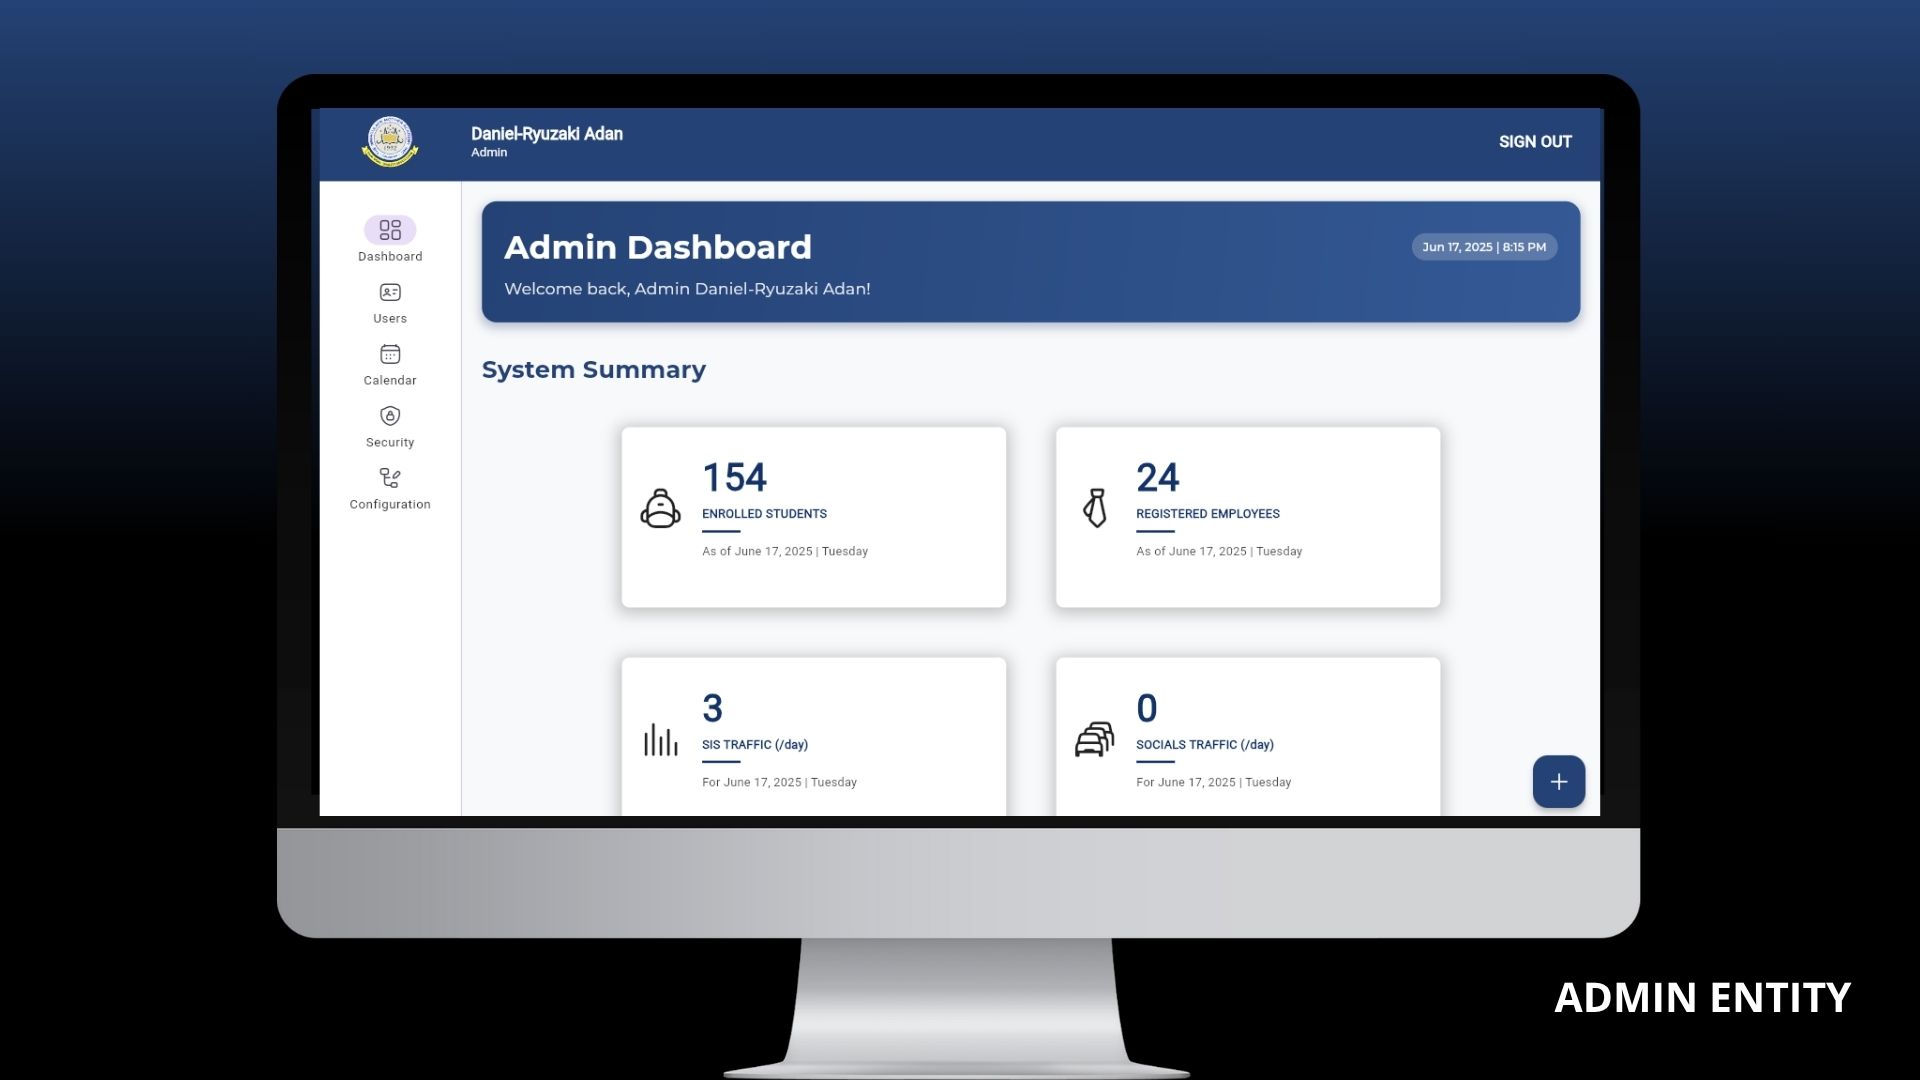 Daniel-Ryuzaki Adan
Admin
SIGN OUT
Dashboard
Users
Calendar
Security
Configuration
Admin Dashboard
Jun 17, 2025 | 8:15 PM
Welcome back, Admin Daniel-Ryuzaki Adan!
System Summary
154
ENROLLED STUDENTS
As of June 17, 2025 | Tuesday
24
REGISTERED EMPLOYEES
As of June 17, 2025 | Tuesday
3
SIS TRAFFIC (/day)
For June 17, 2025 | Tuesday
0
SOCIALS TRAFFIC (/day)
For June 17, 2025 | Tuesday
ADMIN ENTITY